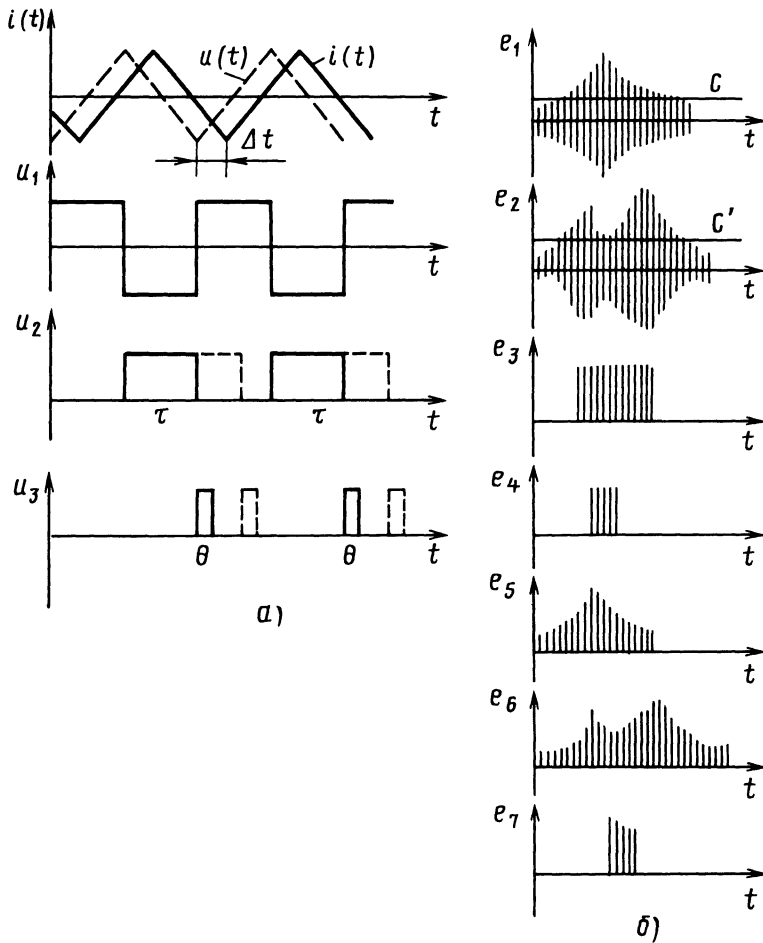 i(t)
u(t)
i(t)
t
Δt
u₁
t
u₂
τ
τ
t
u₃
θ
θ
t
а)
e₁
C
t
e₂
C'
t
e₃
t
e₄
t
e₅
t
e₆
t
e₇
t
б)